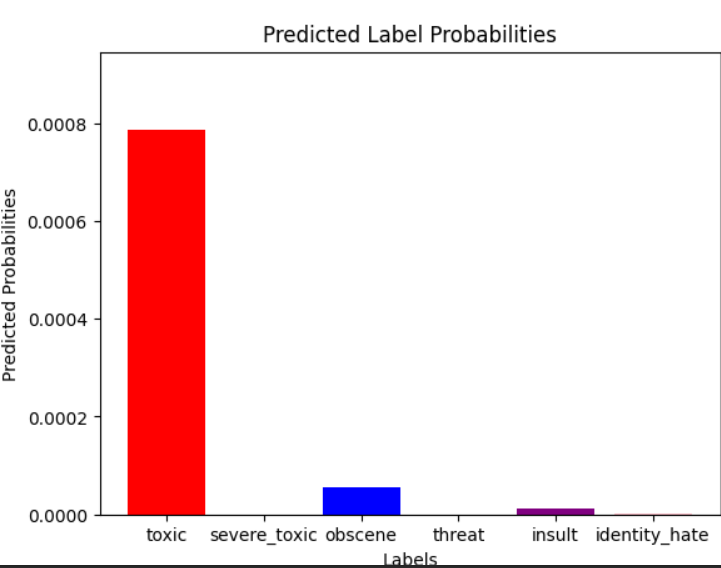 Predicted Label Probabilities
Predicted Probabilities
0.0008
0.0006
0.0004
0.0002
0.0000
toxic severe_toxic obscene threat insult identity_hate
Labels